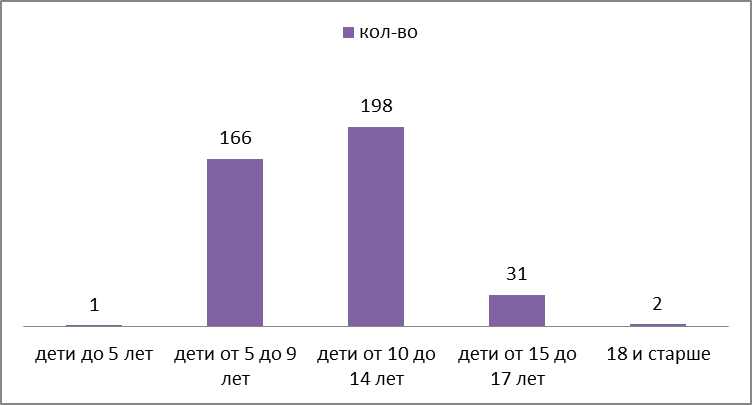 кол-во
198
166
31
1
2
дети до 5 лет
дети от 5 до 9
лет
дети от 10 до
14 лет
дети от 15 до
17 лет
18 и старше